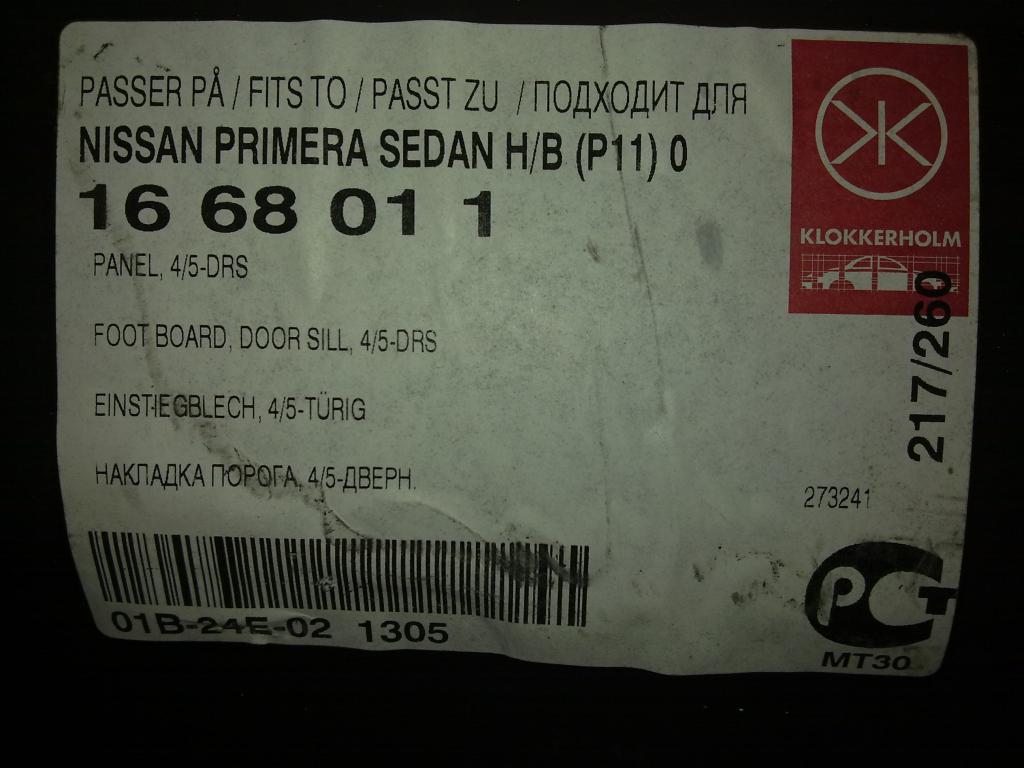 PASSER PÅ / FITS TO / PASST ZU / ПОДХОДИТ ДЛЯ
NISSAN PRIMERA SEDAN H/B (P11) 0
16 68 01 1
PANEL, 4/5-DRS
FOOT BOARD, DOOR SILL, 4/5-DRS
EINSTIEGBLECH, 4/5-TÜRIG
НАКЛАДКА ПОРОГА, 4/5-ДВЕРН.
01B-24E-02 1305
KLOKKERHOLM
217/260
273241
PCT
MT30